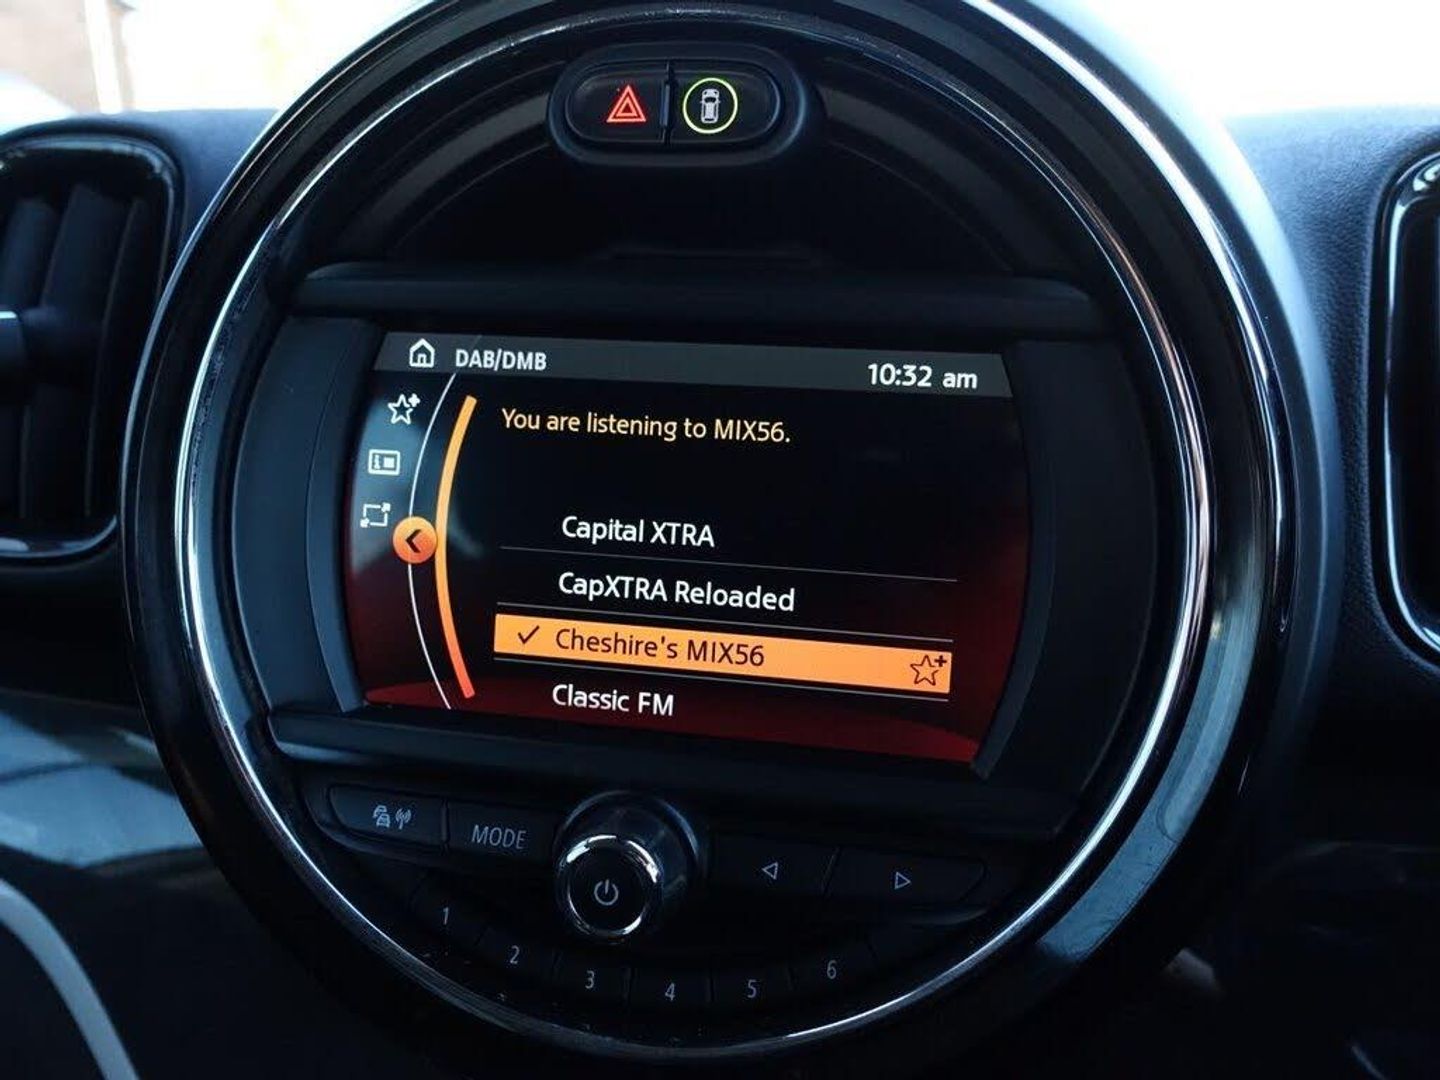 DAB/DMB 10:32 am
You are listening to MIX56.
Capital XTRA
CapXTRA Reloaded
Cheshire's MIX56
Classic FM
MODE
1 2 3 4 5 6